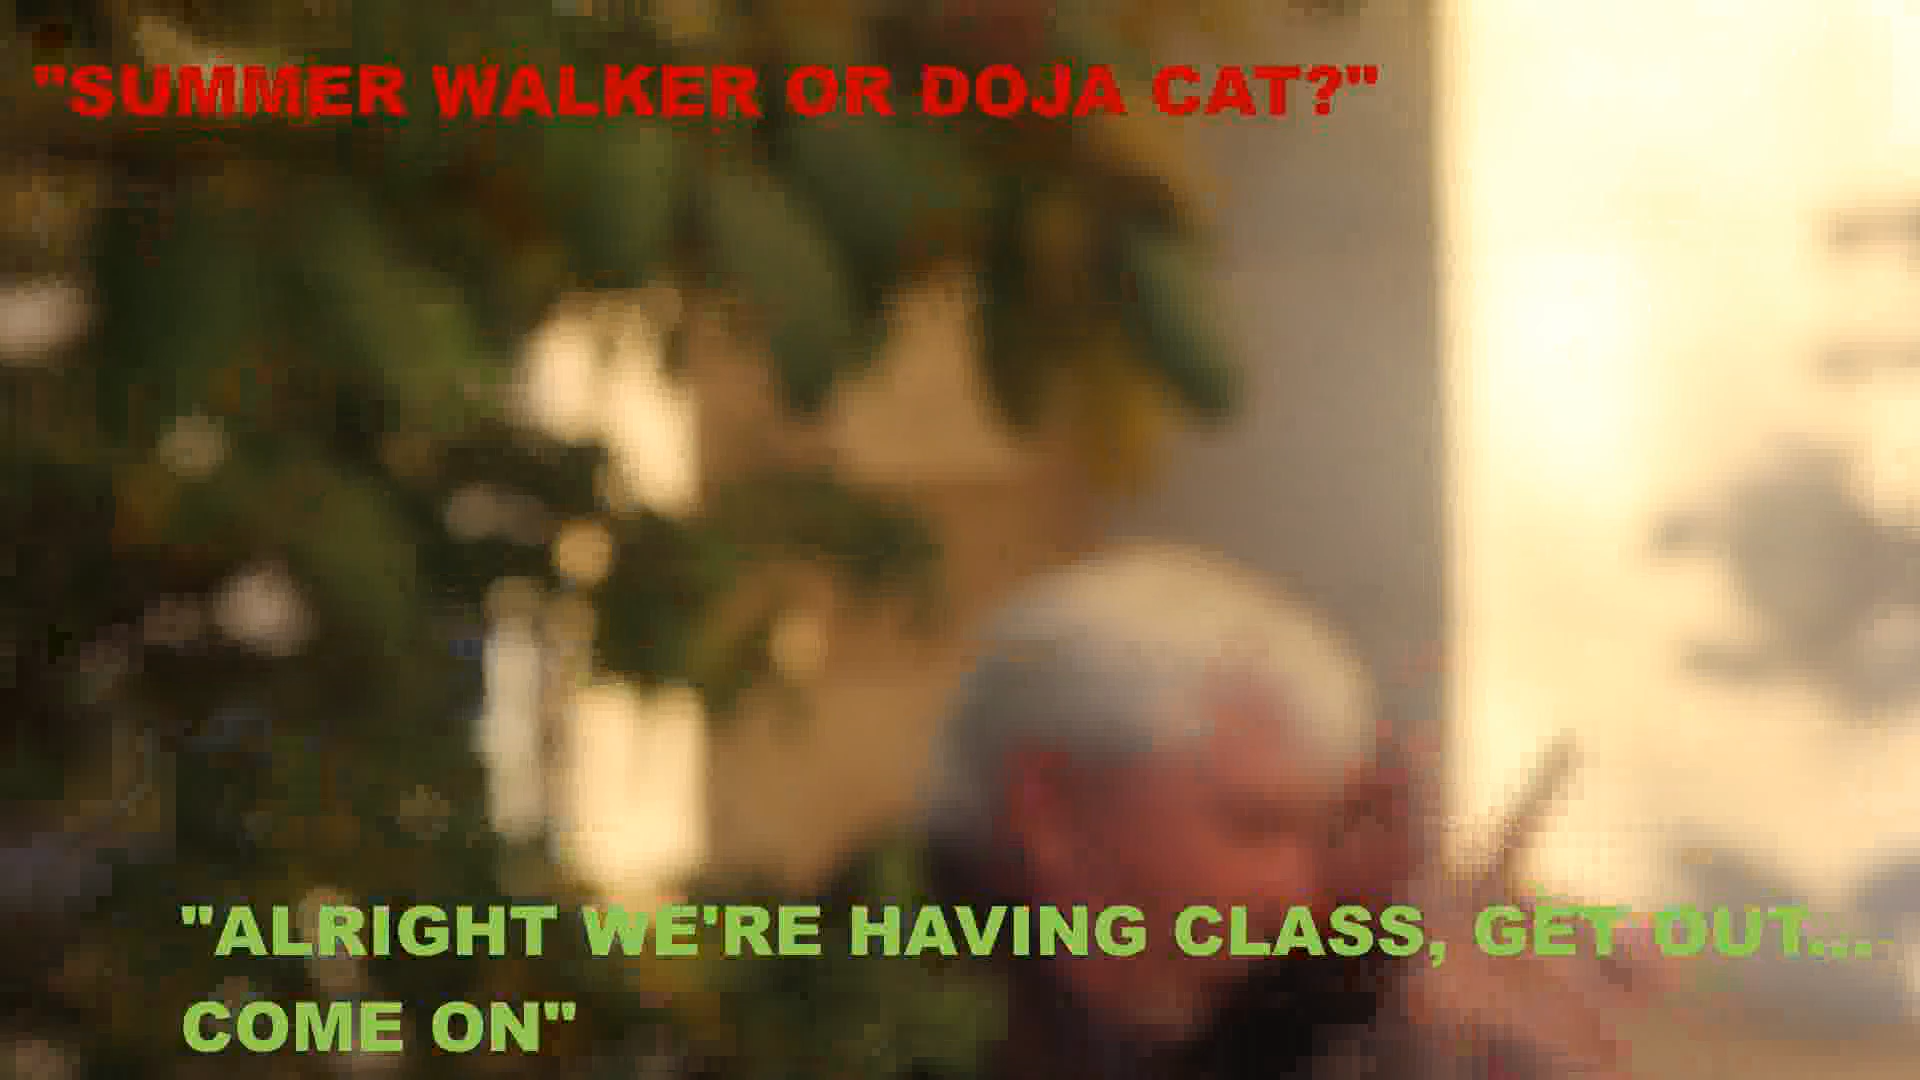 "SUMMER WALKER OR DOJA CAT?"
"ALRIGHT WE'RE HAVING CLASS, GET OUT...
COME ON"